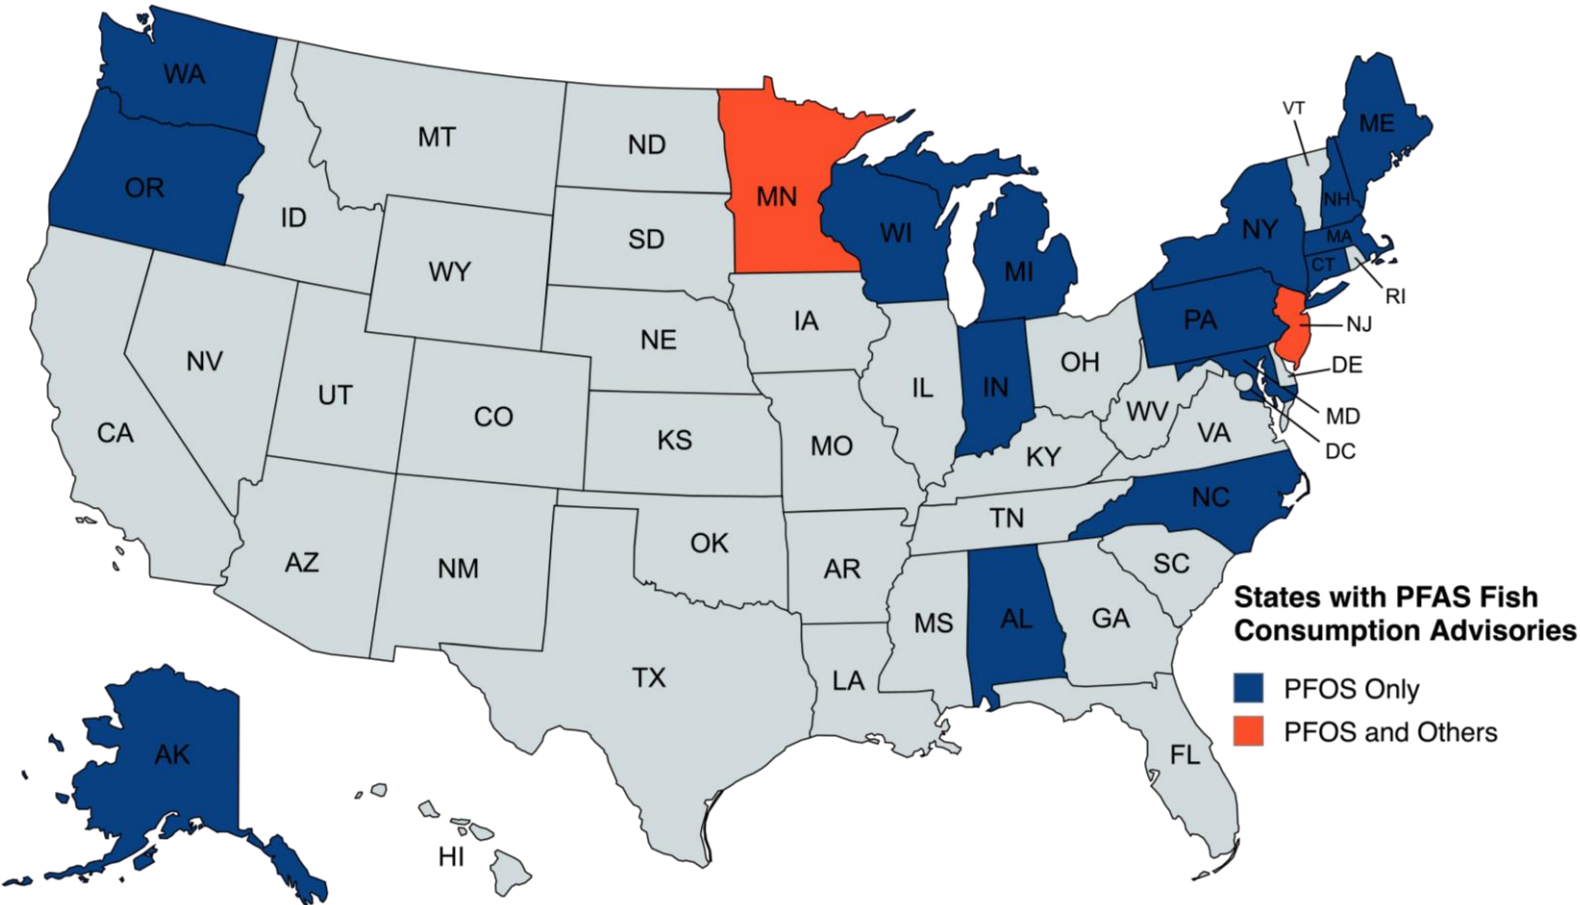 WA
VT
ME
MT
ND
OR
MN
NH
ID
WI
NY
MA
SD
CT
WY
MI
RI
IA
PA
NJ
NE
NV
OH
DE
UT
IL
IN
CO
WV
MD
CA
KS
MO
VA
KY
DC
NC
TN
OK
AZ
NM
AR
SC
MS
AL
GA
States with PFAS Fish
Consumption Advisories
TX
LA
PFOS Only
PFOS and Others
AK
FL
HI